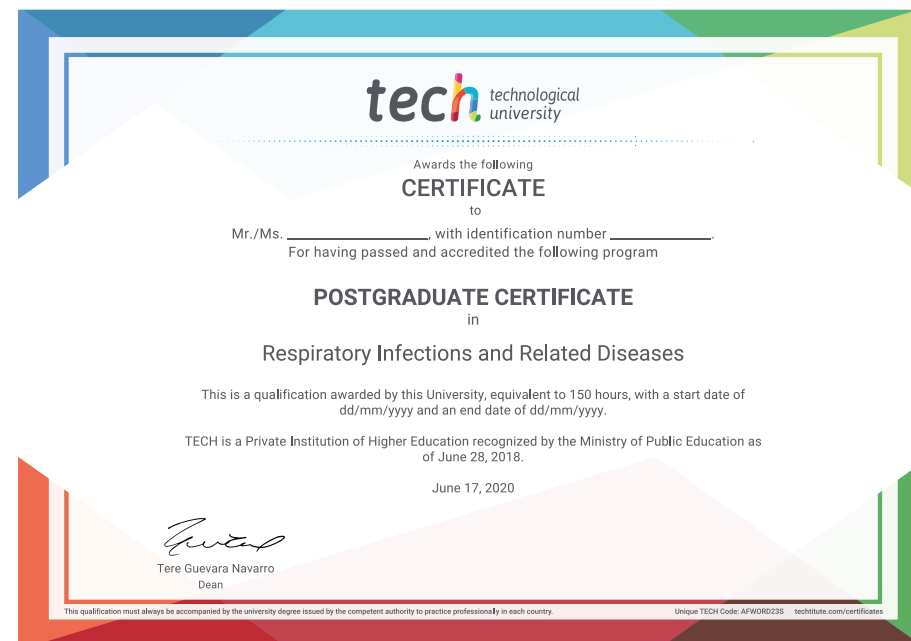 tech technological
university
Awards the following
CERTIFICATE
to
Mr./Ms. ____________________, with identification number ______________.
For having passed and accredited the following program
POSTGRADUATE CERTIFICATE
in
Respiratory Infections and Related Diseases
This is a qualification awarded by this University, equivalent to 150 hours, with a start date of
dd/mm/yyyy and an end date of dd/mm/yyyy.
TECH is a Private Institution of Higher Education recognized by the Ministry of Public Education as
of June 28, 2018.
June 17, 2020
Tere Guevara Navarro
Dean
This qualification must always be accompanied by the university degree issued by the competent authority to practice professionally in each country. Unique TECH Code: AFWORD23S techtitute.com/certificates